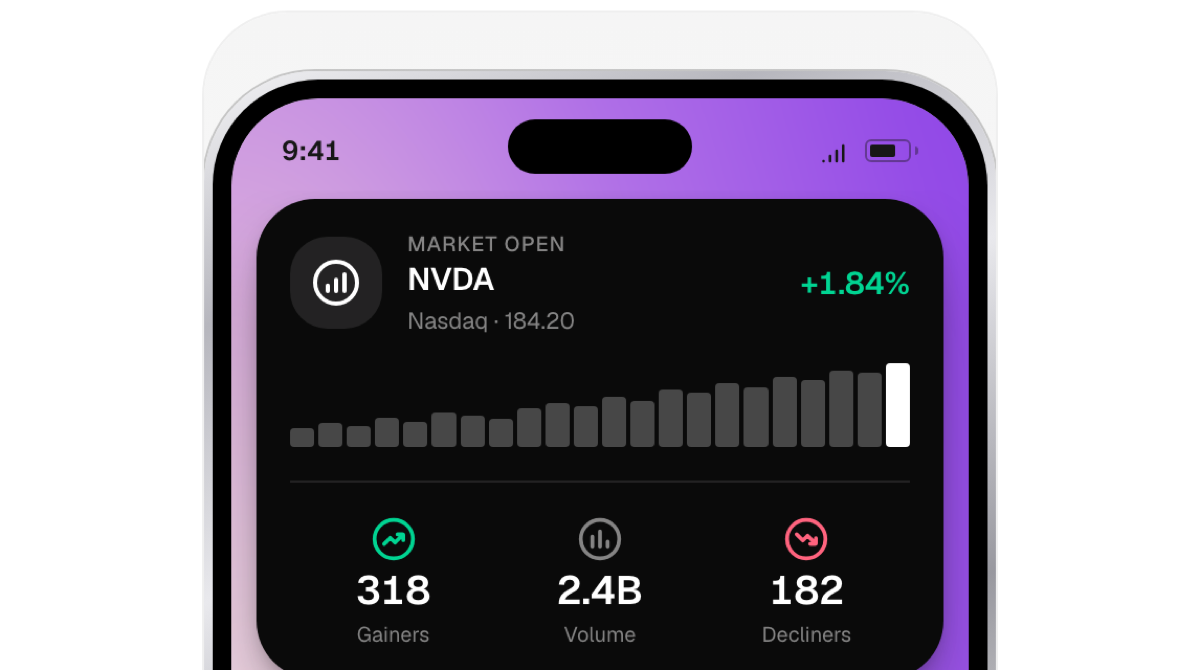 9:41
MARKET OPEN
NVDA
+1.84%
Nasdaq · 184.20
318
2.4B
182
Gainers
Volume
Decliners